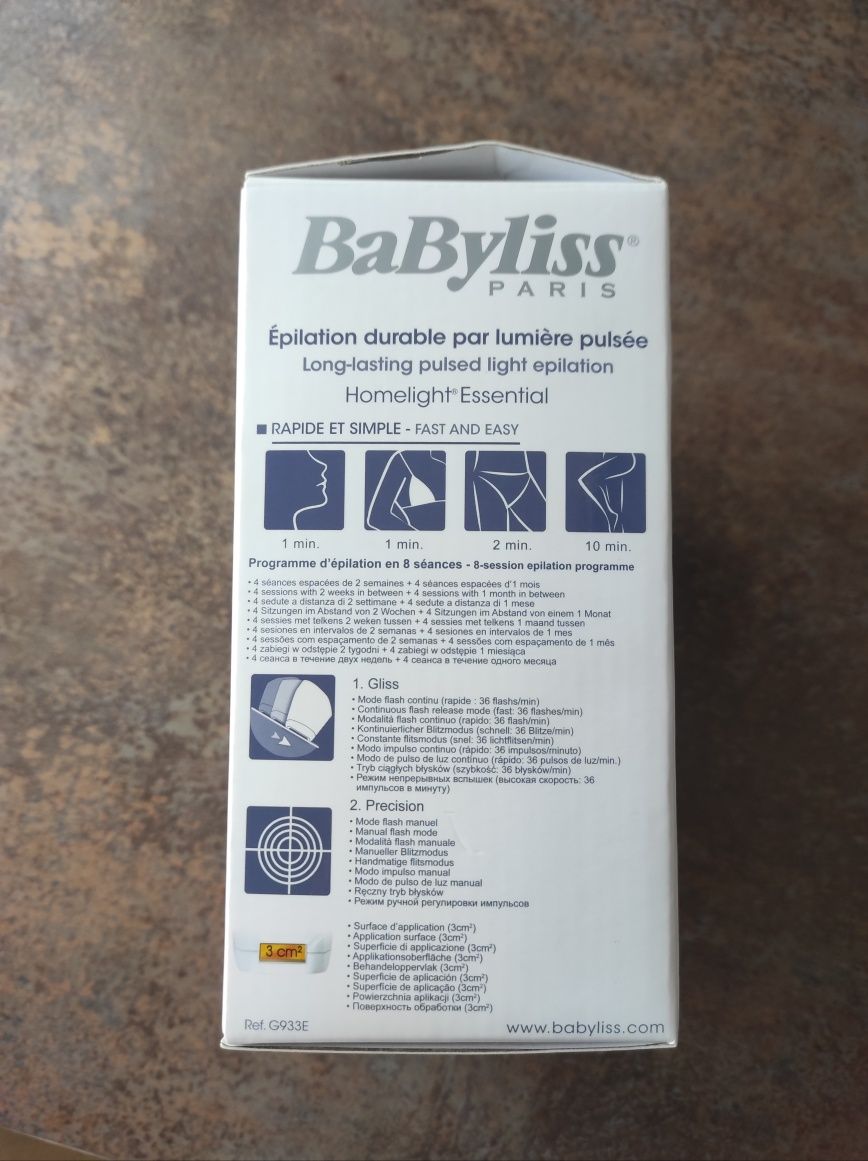 BaByliss®
PARIS
Épilation durable par lumière pulsée
Long-lasting pulsed light epilation
Homelight® Essential
RAPIDE ET SIMPLE - FAST AND EASY
1 min. 1 min. 2 min. 10 min.
Programme d'épilation en 8 séances - 8-session epilation programme
• 4 séances espacées de 2 semaines + 4 séances espacées d'1 mois
• 4 sessions with 2 weeks in between + 4 sessions with 1 month in between
• 4 sedute a distanza di 2 settimane + 4 sedute a distanza di 1 mese
• 4 Sitzungen im Abstand von 2 Wochen + 4 Sitzungen im Abstand von einem 1 Monat
• 4 sessies met telkens 2 weken tussen + 4 sessies met telkens 1 maand tussen
• 4 sesiones en intervalos de 2 semanas + 4 sesiones en intervalos de 1 mes
• 4 sessões com espaçamento de 2 semanas + 4 sessões com espaçamento de 1 mês
• 4 zabiegi w odstępie 2 tygodni + 4 zabiegi w odstępie 1 miesiąca
• 4 сеанса в течение двух недель + 4 сеанса в течение одного месяца
1. Gliss
• Mode flash continu (rapide : 36 flashs/min)
• Continuous flash release mode (fast: 36 flashes/min)
• Modalitá flash continuo (rapido: 36 flash/min)
• Kontinuierlicher Blitzmodus (schnell: 36 Blitze/min)
• Constante flitsmodus (snel: 36 lichtflitsen/min)
• Modo impulso continuo (rápido: 36 impulsos/minuto)
• Modo de pulso de luz contínuo (rápido: 36 pulsos de luz/min.)
• Tryb ciągłych błysków (szybkość: 36 błysków/min)
• Режим непрерывных вспышек (высокая скорость: 36
импульсов в минуту)
2. Precision
• Mode flash manuel
• Manual flash mode
• Modalità flash manuale
• Manueller Blitzmodus
• Handmatige flitsmodus
• Modo impulso manual
• Modo de pulso de luz manual
• Ręczny tryb błysków
• Режим ручной регулировки импульсов
3 cm²
• Surface d'application (3cm²)
• Application surface (3cm²)
• Superficie di applicazione (3cm²)
• Applikationsoberfläche (3cm²)
• Behandeloppervlak (3cm²)
• Superficie de aplicación (3cm²)
• Superfície de aplicação (3cm²)
• Powierzchnia aplikacji (3cm²)
• Поверхность обработки (3cm²)
Ref. G933E
www.babyliss.com